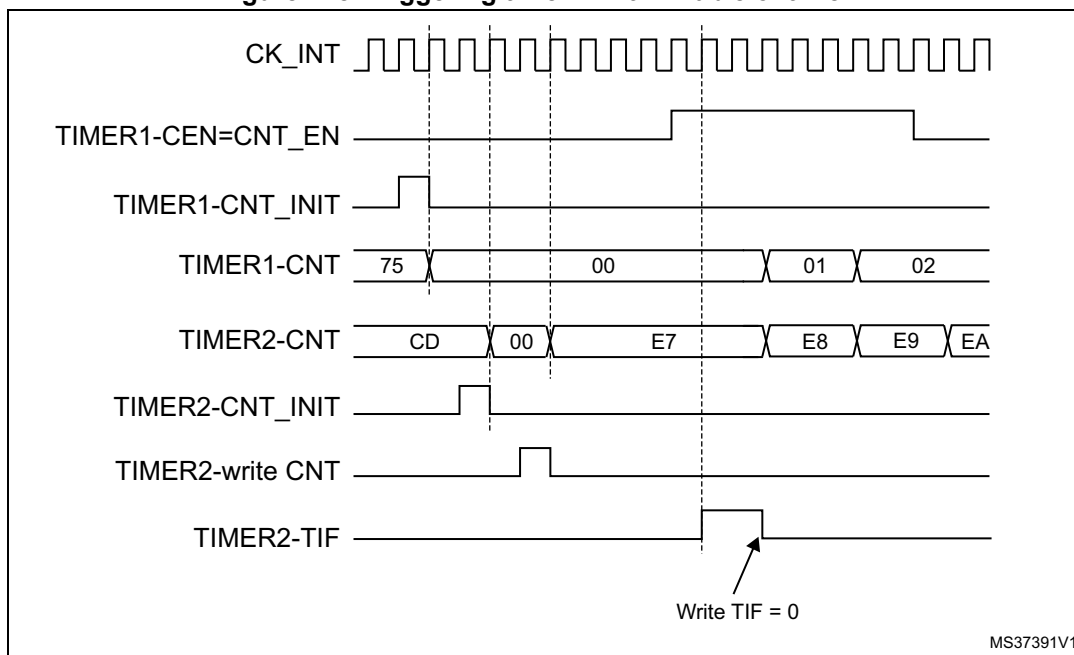 CK_INT
TIMER1-CEN=CNT_EN
TIMER1-CNT_INIT
TIMER1-CNT 75 00 01 02
TIMER2-CNT CD 00 E7 E8 E9 EA
TIMER2-CNT_INIT
TIMER2-write CNT
TIMER2-TIF
Write TIF = 0
MS37391V1